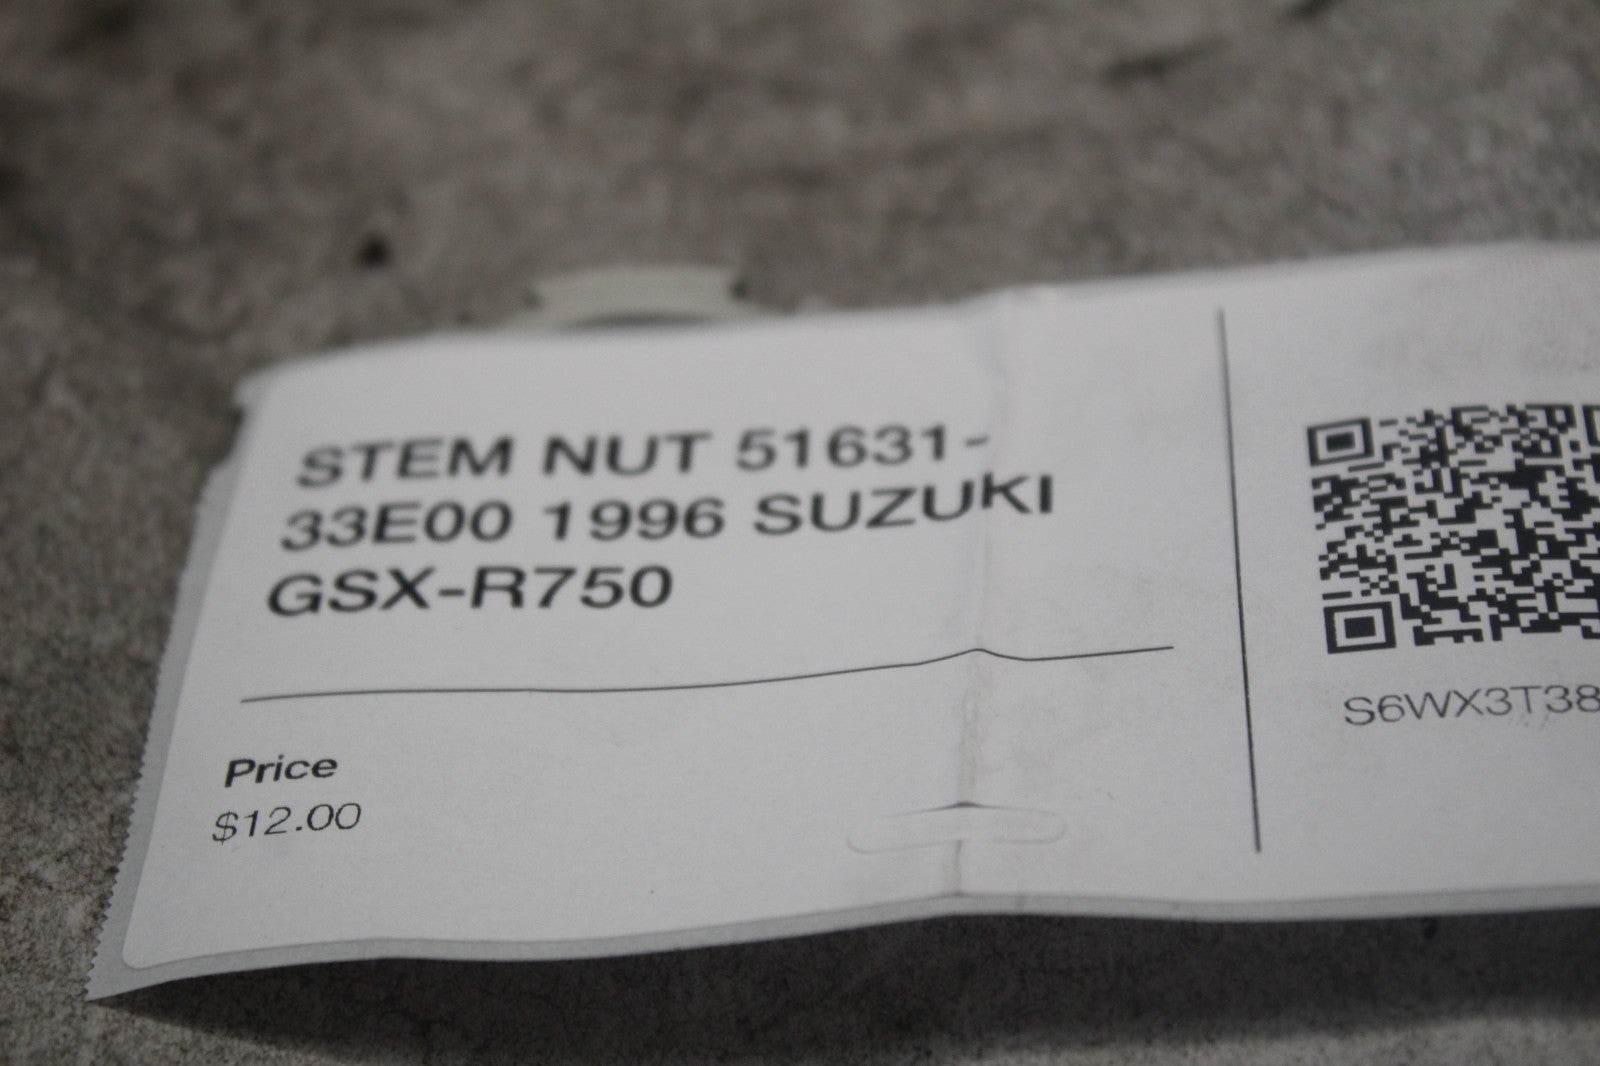 STEM NUT 51631-
33E00 1996 SUZUKI
GSX-R750
Price
$12.00
S6WX3T38